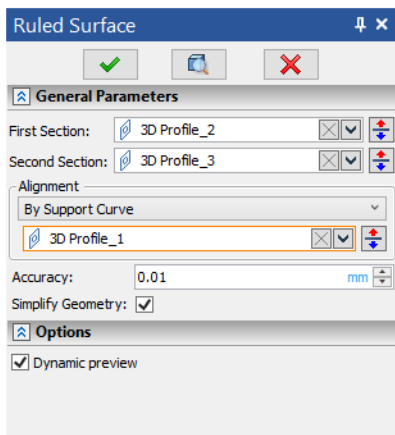 Ruled Surface
General Parameters
First Section: 3D Profile_2
Second Section: 3D Profile_3
Alignment
By Support Curve
3D Profile_1
Accuracy: 0.01 mm
Simplify Geometry:
Options
Dynamic preview